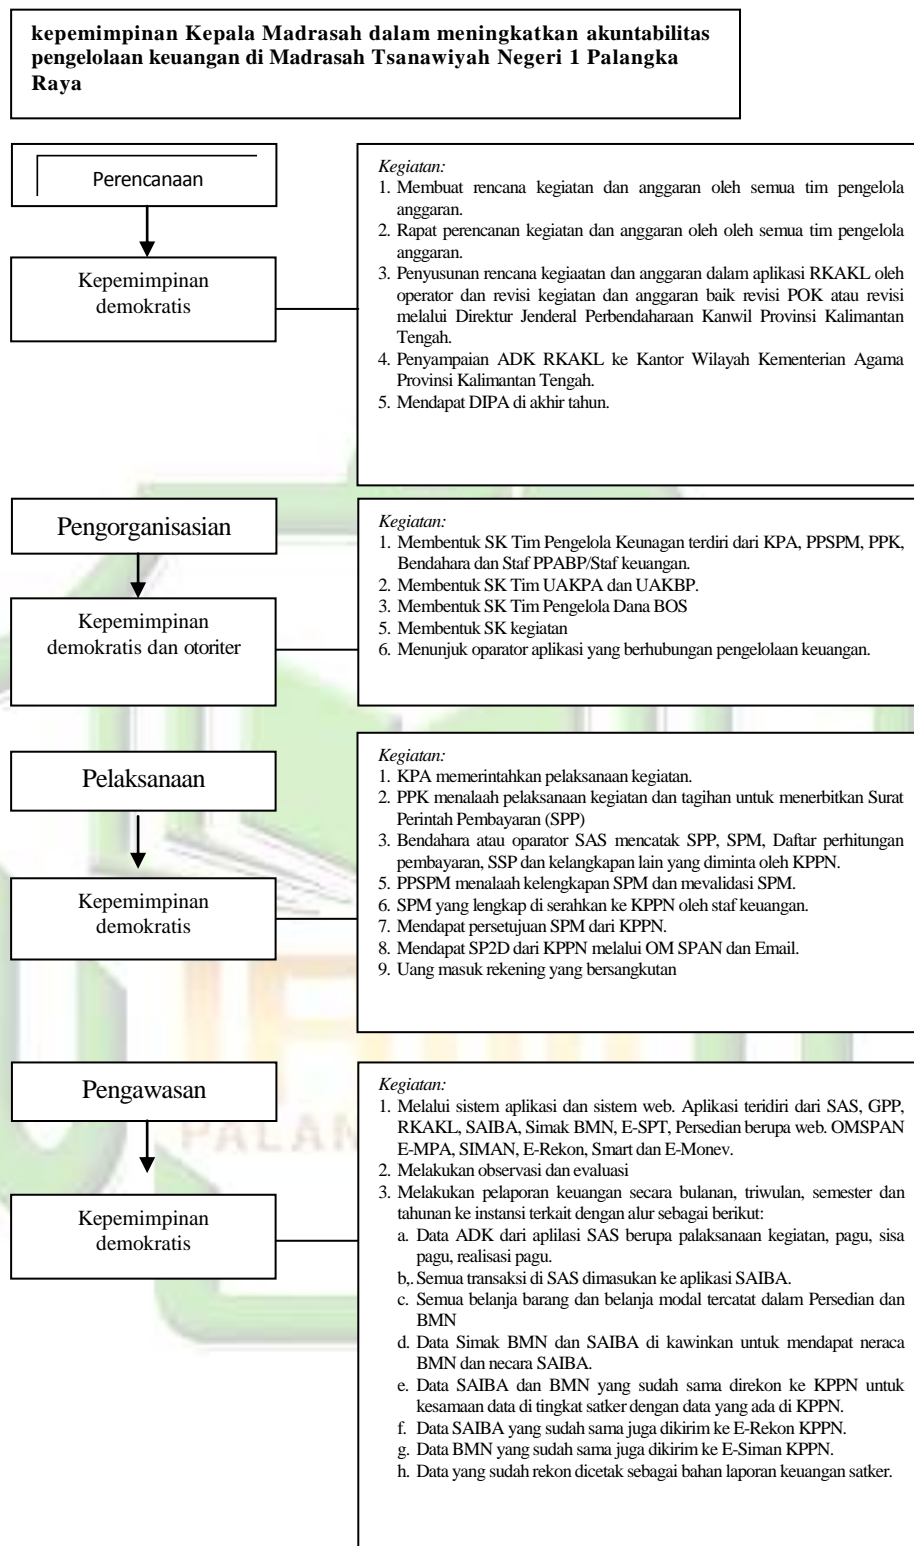 kepemimpinan Kepala Madrasah dalam meningkatkan akuntabilitas
pengelolaan keuangan di Madrasah Tsanawiyah Negeri 1 Palangka
Raya
Perencanaan
Kepemimpinan
demokratis
Kegiatan:
1. Membuat rencana kegiatan dan anggaran oleh semua tim pengelola
anggaran.
2. Rapat perencanan kegiatan dan anggaran oleh oleh semua tim pengelola
anggaran.
3. Penyusunan rencana kegiaatan dan anggaran dalam aplikasi RKAKL oleh
operator dan revisi kegiatan dan anggaran baik revisi POK atau revisi
melalui Direktur Jenderal Perbendaharaan Kanwil Provinsi Kalimantan
Tengah.
4. Penyampaian ADK RKAKL ke Kantor Wilayah Kementerian Agama
Provinsi Kalimantan Tengah.
5. Mendapat DIPA di akhir tahun.
Pengorganisasian
Kepemimpinan
demokratis dan otoriter
Kegiatan:
1. Membentuk SK Tim Pengelola Keunagan terdiri dari KPA, PPSPM, PPK,
Bendahara dan Staf PPABP/Staf keuangan.
2. Membentuk SK Tim UAKPA dan UAKBP.
3. Membentuk SK Tim Pengelola Dana BOS
5. Membentuk SK kegiatan
6. Menunjuk oparator aplikasi yang berhubungan pengelolaan keuangan.
Pelaksanaan
Kepemimpinan
demokratis
Kegiatan:
1. KPA memerintahkan pelaksanaan kegiatan.
2. PPK menalaah pelaksanaan kegiatan dan tagihan untuk menerbitkan Surat
Perintah Pembayaran (SPP)
3. Bendahara atau operator SAS mencatak SPP, SPM, Daftar perhitungan
pembayaran, SSP dan kelangkapan lain yang diminta oleh KPPN.
5. PPSPM menalaah kelengkapan SPM dan mevalidasi SPM.
6. SPM yang lengkap di serahkan ke KPPN oleh staf keuangan.
7. Mendapat persetujuan SPM dari KPPN.
8. Mendapat SP2D dari KPPN melalui OM SPAN dan Email.
9. Uang masuk rekening yang bersangkutan
Pengawasan
Kepemimpinan
demokratis
Kegiatan:
1. Melalui sistem aplikasi dan sistem web. Aplikasi teridiri dari SAS, GPP,
RKAKL, SAIBA, Simak BMN, E-SPT, Persedian berupa web. OMSPAN
E-MPA, SIMAN, E-Rekon, Smart dan E-Monev.
2. Melakukan observasi dan evaluasi
3. Melakukan pelaporan keuangan secara bulanan, triwulan, semester dan
tahunan ke instansi terkait dengan alur sebagai berikut:
a. Data ADK dari aplilasi SAS berupa palaksanaan kegiatan, pagu, sisa
pagu, realisasi pagu.
b,. Semua transaksi di SAS dimasukan ke aplikasi SAIBA.
c. Semua belanja barang dan belanja modal tercatat dalam Persedian dan
BMN
d. Data Simak BMN dan SAIBA di kawinkan untuk mendapat neraca
BMN dan necara SAIBA.
e. Data SAIBA dan BMN yang sudah sama direkon ke KPPN untuk
kesamaan data di tingkat satker dengan data yang ada di KPPN.
f. Data SAIBA yang sudah sama juga dikirim ke E-Rekon KPPN.
g. Data BMN yang sudah sama juga dikirim ke E-Siman KPPN.
h. Data yang sudah rekon dicetak sebagai bahan laporan keuangan satker.